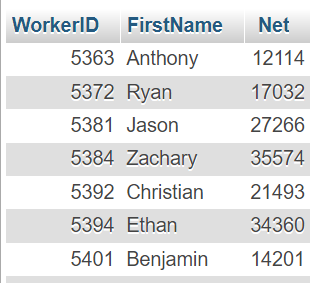 WorkerID FirstName Net
5363 Anthony 12114
5372 Ryan 17032
5381 Jason 27266
5384 Zachary 35574
5392 Christian 21493
5394 Ethan 34360
5401 Benjamin 14201